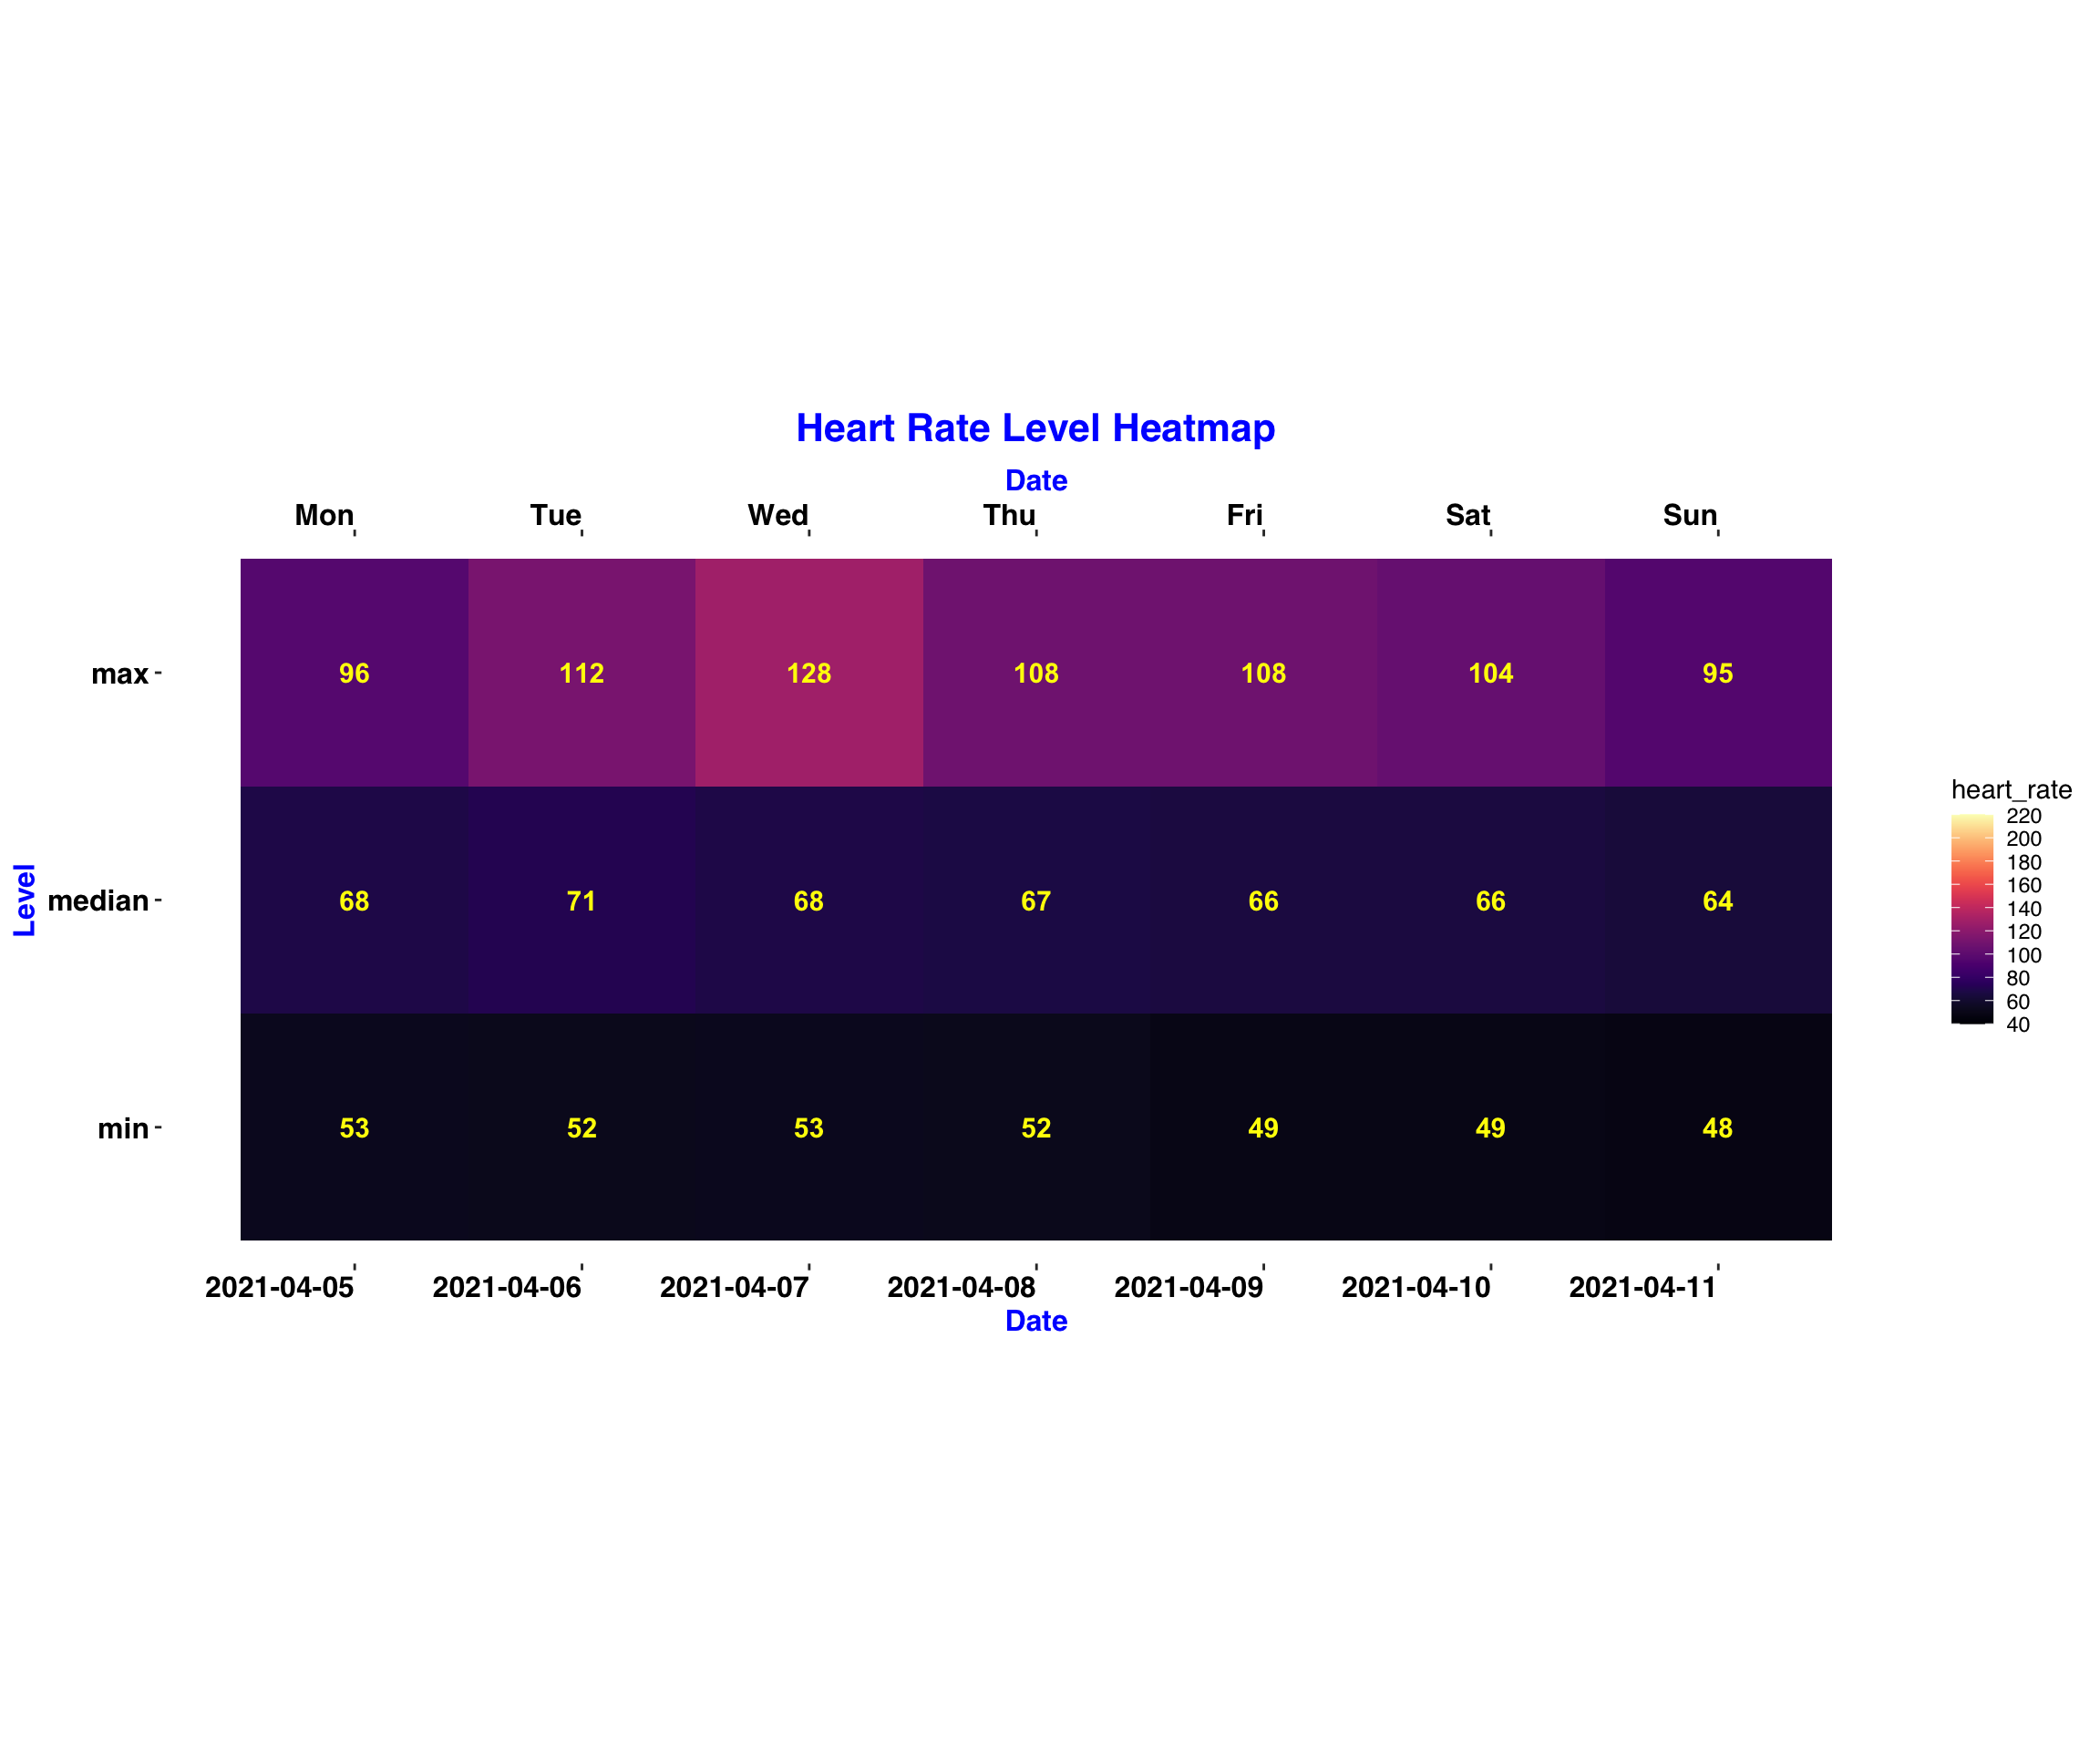 Heart Rate Level Heatmap
Date
Mon Tue Wed Thu Fri Sat Sun
max 96 112 128 108 108 104 95
Level
median 68 71 68 67 66 66 64
min 53 52 53 52 49 49 48
2021-04-05 2021-04-06 2021-04-07 2021-04-08 2021-04-09 2021-04-10 2021-04-11
Date
heart_rate
220
200
180
160
140
120
100
80
60
40